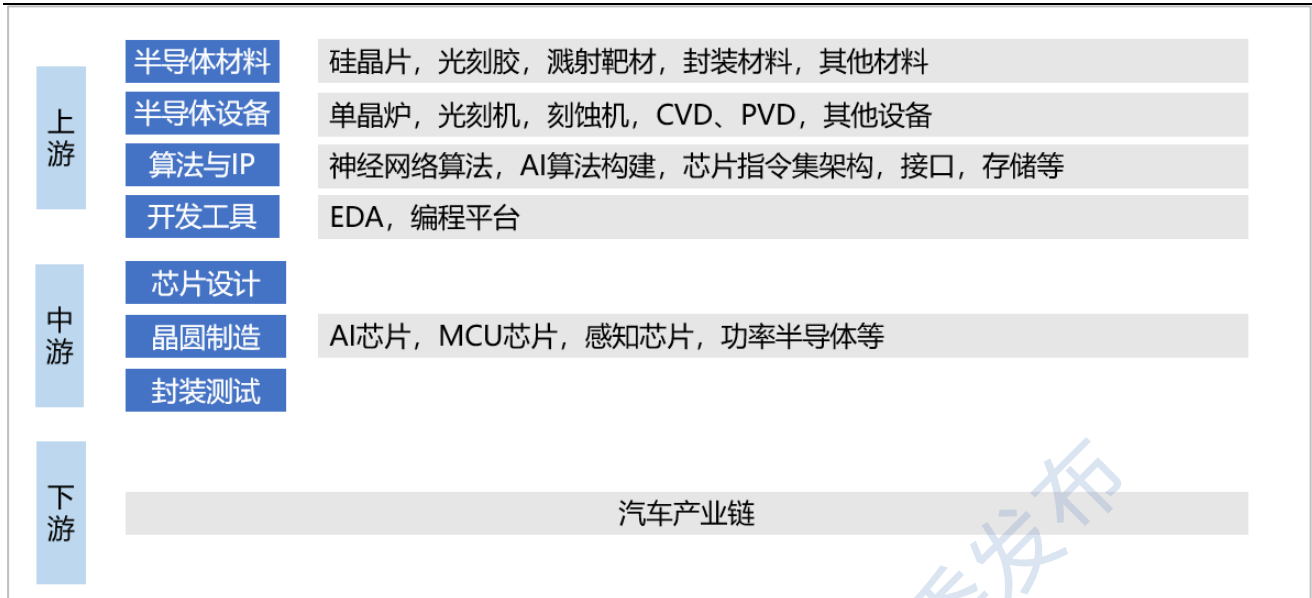 上游
半导体材料 硅晶片，光刻胶，溅射靶材，封装材料，其他材料
半导体设备 单晶炉，光刻机，刻蚀机，CVD、PVD，其他设备
算法与IP 神经网络算法，AI算法构建，芯片指令集架构，接口，存储等
开发工具 EDA，编程平台
中游
芯片设计
晶圆制造 AI芯片，MCU芯片，感知芯片，功率半导体等
封装测试
下游
汽车产业链
发布